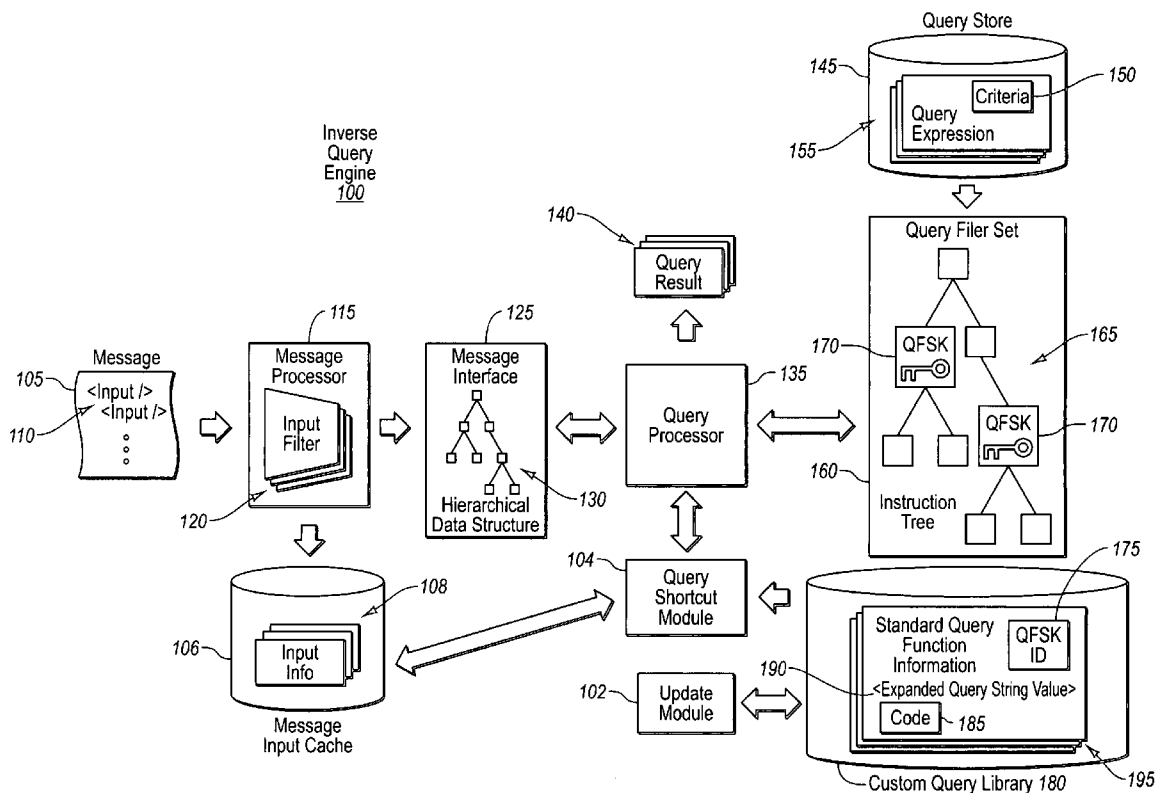 Query Store
145
Criteria
150
Query
Expression
155
Inverse
Query
Engine
100
140
Query
Result
Query Filer Set
170
QFSK
165
QFSK
170
160
Instruction
Tree
Message
105
<Input />
<Input />
110
115
Message
Processor
Input
Filter
120
125
Message
Interface
130
Hierarchical
Data Structure
135
Query
Processor
104
Query
Shortcut
Module
106
108
Input
Info
Message
Input Cache
102
Update
Module
175
Standard Query
Function
Information
QFSK
ID
190
<Expanded Query String Value>
Code
185
195
Custom Query Library 180